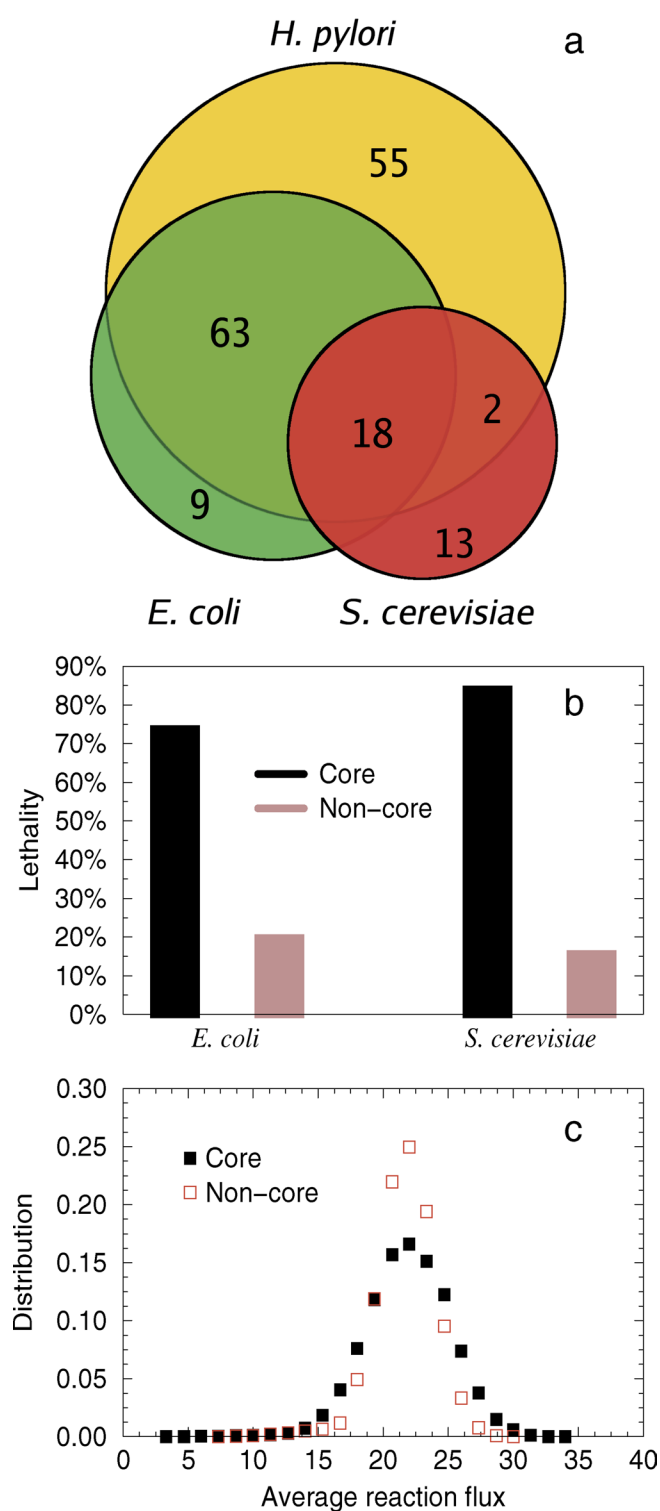 H. pylori a
55
63
18 2
9
13
E. coli S. cerevisiae
90%
80% b
70%
Core
60%
Non−core
50%
Lethality
40%
30%
20%
10%
0%
E. coli S. cerevisiae
0.30
c
Core
0.25
Non−core
0.20
Distribution
0.15
0.10
0.05
0.00
0 5 10 15 20 25 30 35 40
Average reaction flux